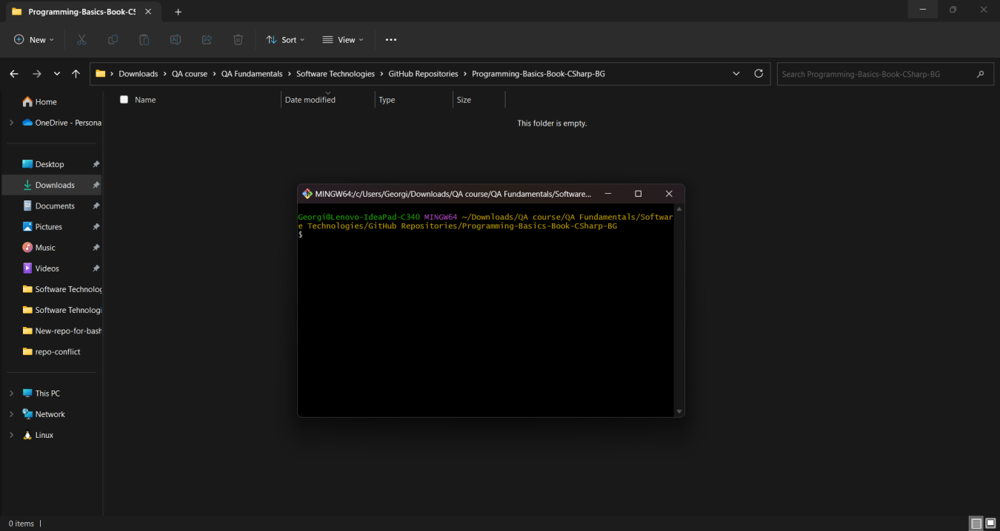 Programming-Basics-Book-CS
New
Sort
View
Downloads > QA course > QA Fundamentals > Software Technologies > GitHub Repositories > Programming-Basics-Book-CSharp-BG
Search Programming-Basics-Book-CSharp-BG
Name
Date modified
Type
Size
This folder is empty.
Home
OneDrive - Persona
Desktop
Downloads
Documents
Pictures
Music
Videos
Software Technolog
Software Tehnologi
New-repo-for-bash
repo-conflict
This PC
Network
Linux
MINGW64:/c/Users/Georgi/Downloads/QA course/QA Fundamentals/Software...
Georgi@Lenovo-IdeaPad-C340 MINGW64 ~/Downloads/QA course/QA Fundamentals/Softwar
e Technologies/GitHub Repositories/Programming-Basics-Book-CSharp-BG
$
0 items